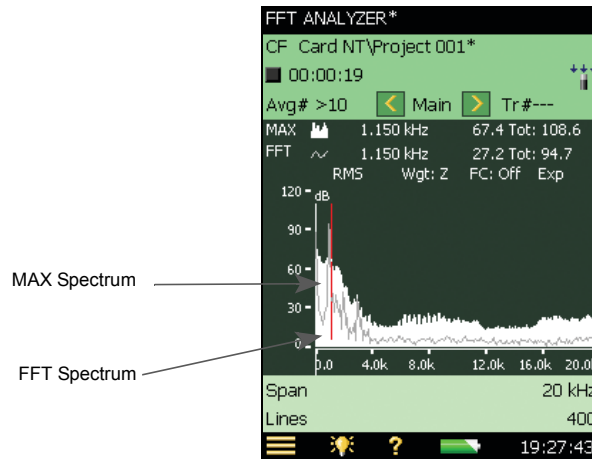 FFT ANALYZER*
CF Card NT\Project 001*
00:00:19
Avg# >10 < Main > Tr#---
MAX 1.150 kHz 67.4 Tot: 108.6
FFT 1.150 kHz 27.2 Tot: 94.7
RMS Wgt: Z FC: Off Exp
120 dB
90
60
MAX Spectrum
30
0
FFT Spectrum
0.0 4.0k 8.0k 12.0k 16.0k 20.0
Span 20 kHz
Lines 400
? 19:27:43